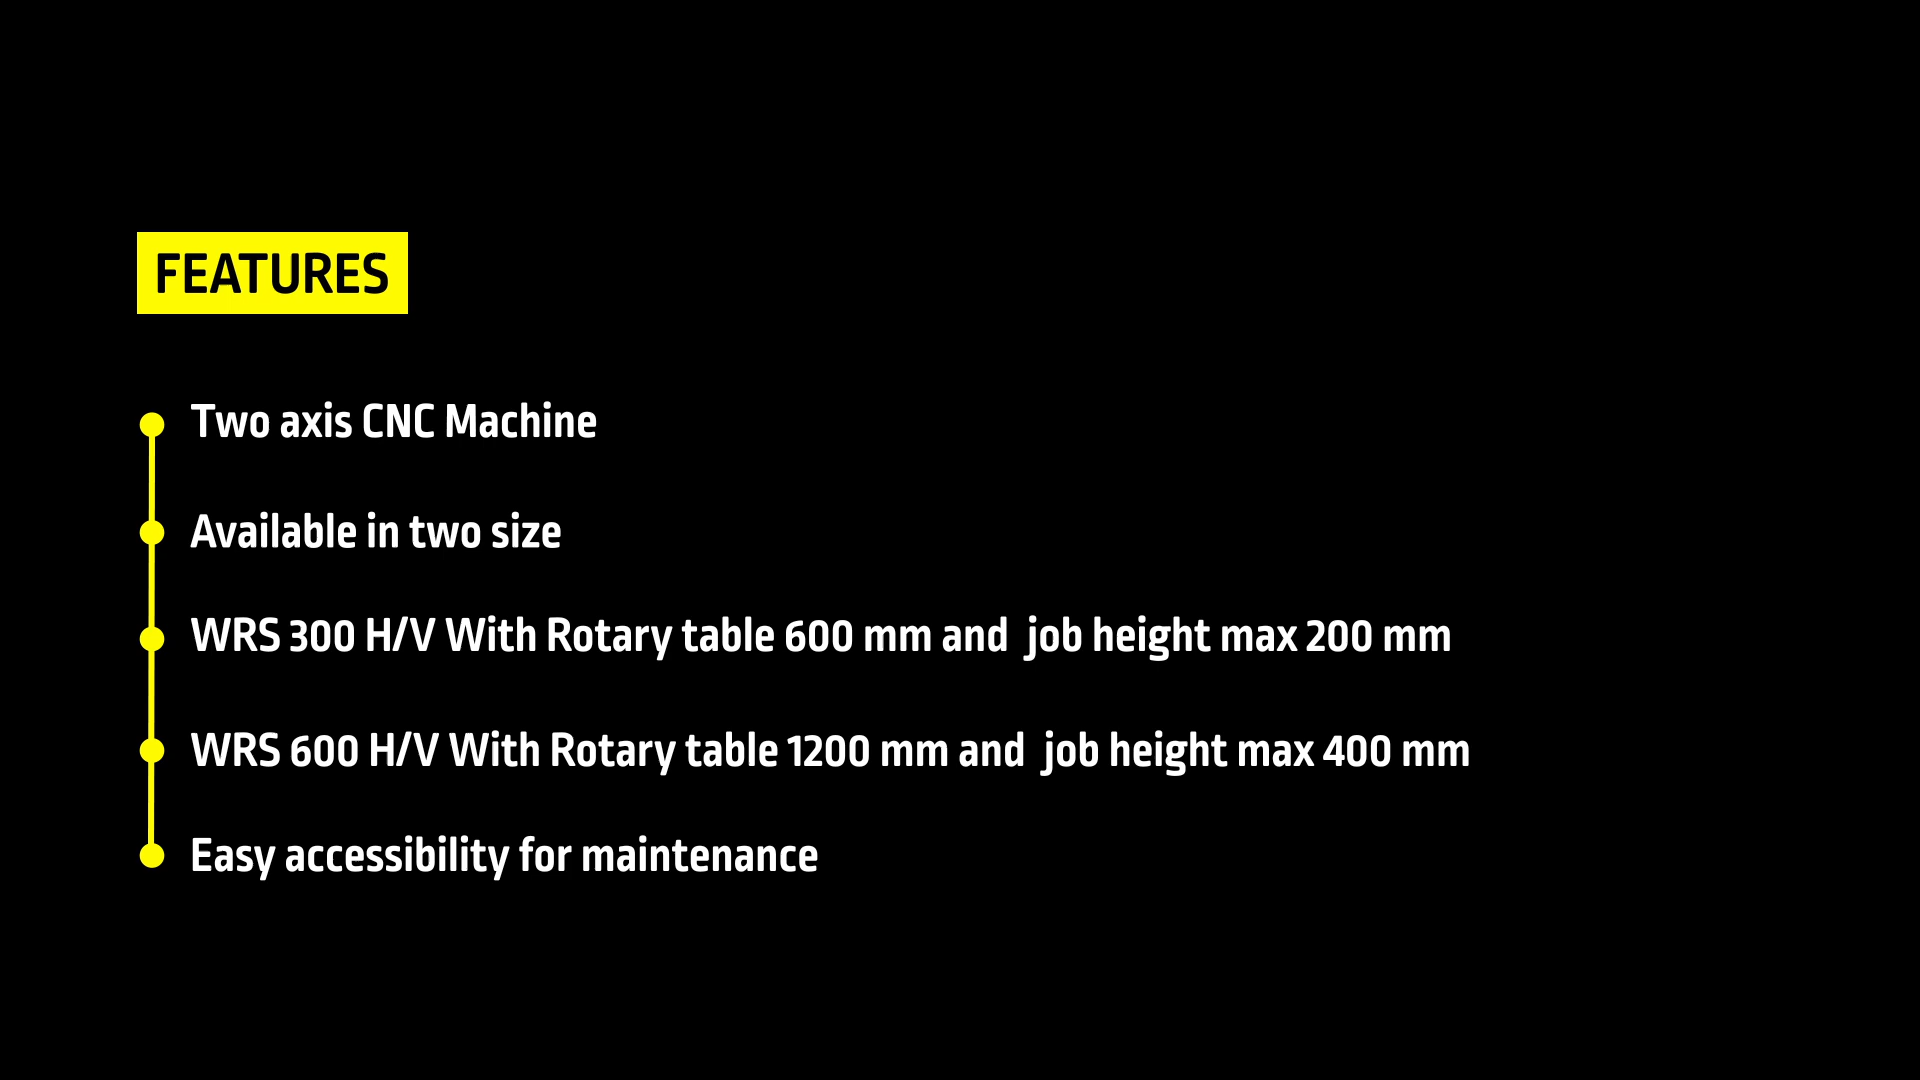 FEATURES
Two axis CNC Machine
Available in two size
WRS 300 H/V With Rotary table 600 mm and  job height max 200 mm
WRS 600 H/V With Rotary table 1200 mm and  job height max 400 mm
Easy accessibility for maintenance